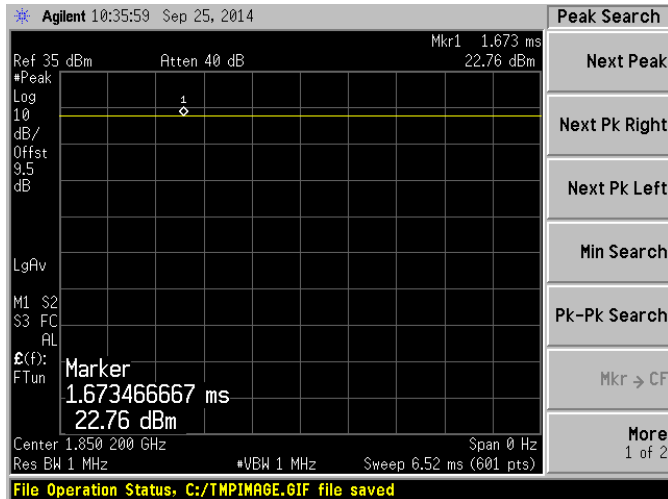 Agilent 10:35:59 Sep 25, 2014
Peak Search
Mkr1 1.673 ms
Ref 35 dBm Atten 40 dB 22.76 dBm
#Peak
Log
10
dB/
Offst
9.5
dB
1
LgAv
M1 S2
S3 FC
AL
£(f):
FTun
Marker
1.673466667 ms
22.76 dBm
Center 1.850 200 GHz Span 0 Hz
Res BW 1 MHz #VBW 1 MHz Sweep 6.52 ms (601 pts)
File Operation Status, C:/TMPIMAGE.GIF file saved
Next Peak
Next Pk Right
Next Pk Left
Min Search
Pk-Pk Search
Mkr → CF
More
1 of 2